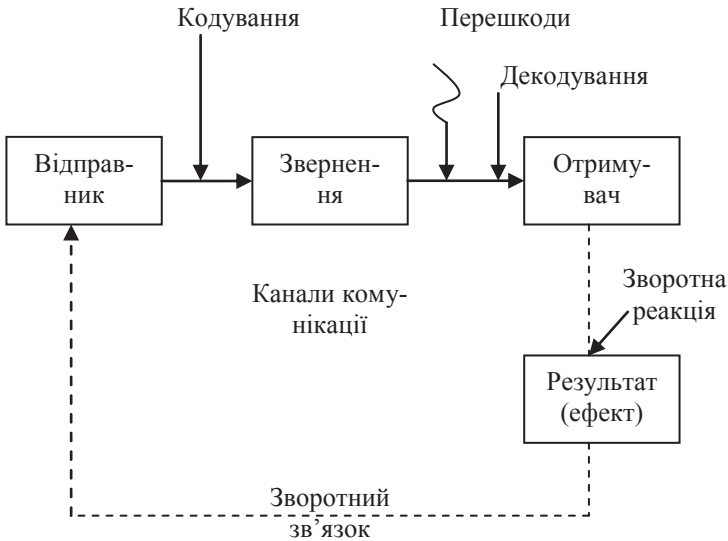 Кодування
Перешкоди
Декодування
Відправ-
ник
Звернен-
ня
Отриму-
вач
Канали кому-
нікації
Зворотна
реакція
Результат
(ефект)
Зворотний
зв’язок